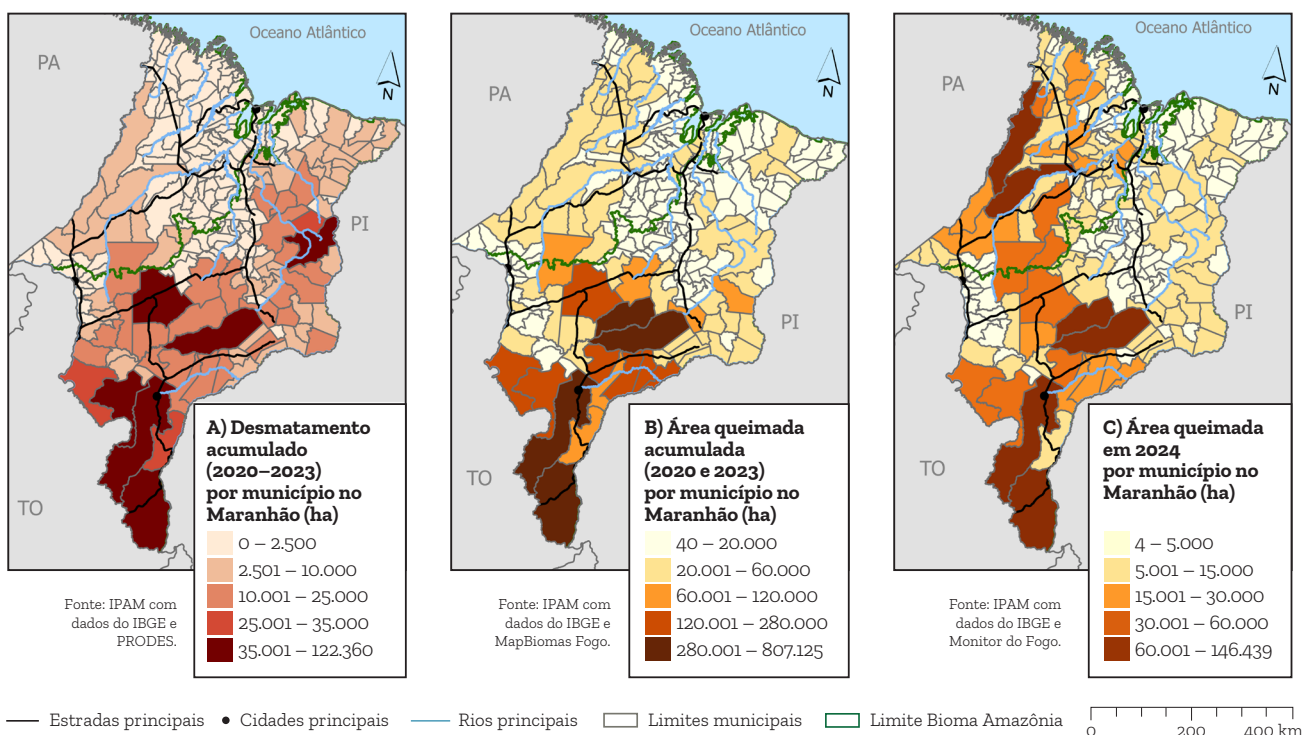 Oceano Atlântico
PA
N
PI
TO
A) Desmatamento
acumulado
(2020–2023)
por município no
Maranhão (ha)
0 – 2.500
2.501 – 10.000
10.001 – 25.000
25.001 – 35.000
35.001 – 122.360
Fonte: IPAM com
dados do IBGE e
PRODES.
Oceano Atlântico
PA
N
PI
TO
B) Área queimada
acumulada
(2020 e 2023)
por município no
Maranhão (ha)
40 – 20.000
20.001 – 60.000
60.001 – 120.000
120.001 – 280.000
280.001 – 807.125
Fonte: IPAM com
dados do IBGE e
MapBiomas Fogo.
Oceano Atlântico
PA
N
PI
TO
C) Área queimada
em 2024
por município no
Maranhão (ha)
4 – 5.000
5.001 – 15.000
15.001 – 30.000
30.001 – 60.000
60.001 – 146.439
Fonte: IPAM com
dados do IBGE e
Monitor do Fogo.
Estradas principais
Cidades principais
Rios principais
Limites municipais
Limite Bioma Amazônia
0 200 400 km